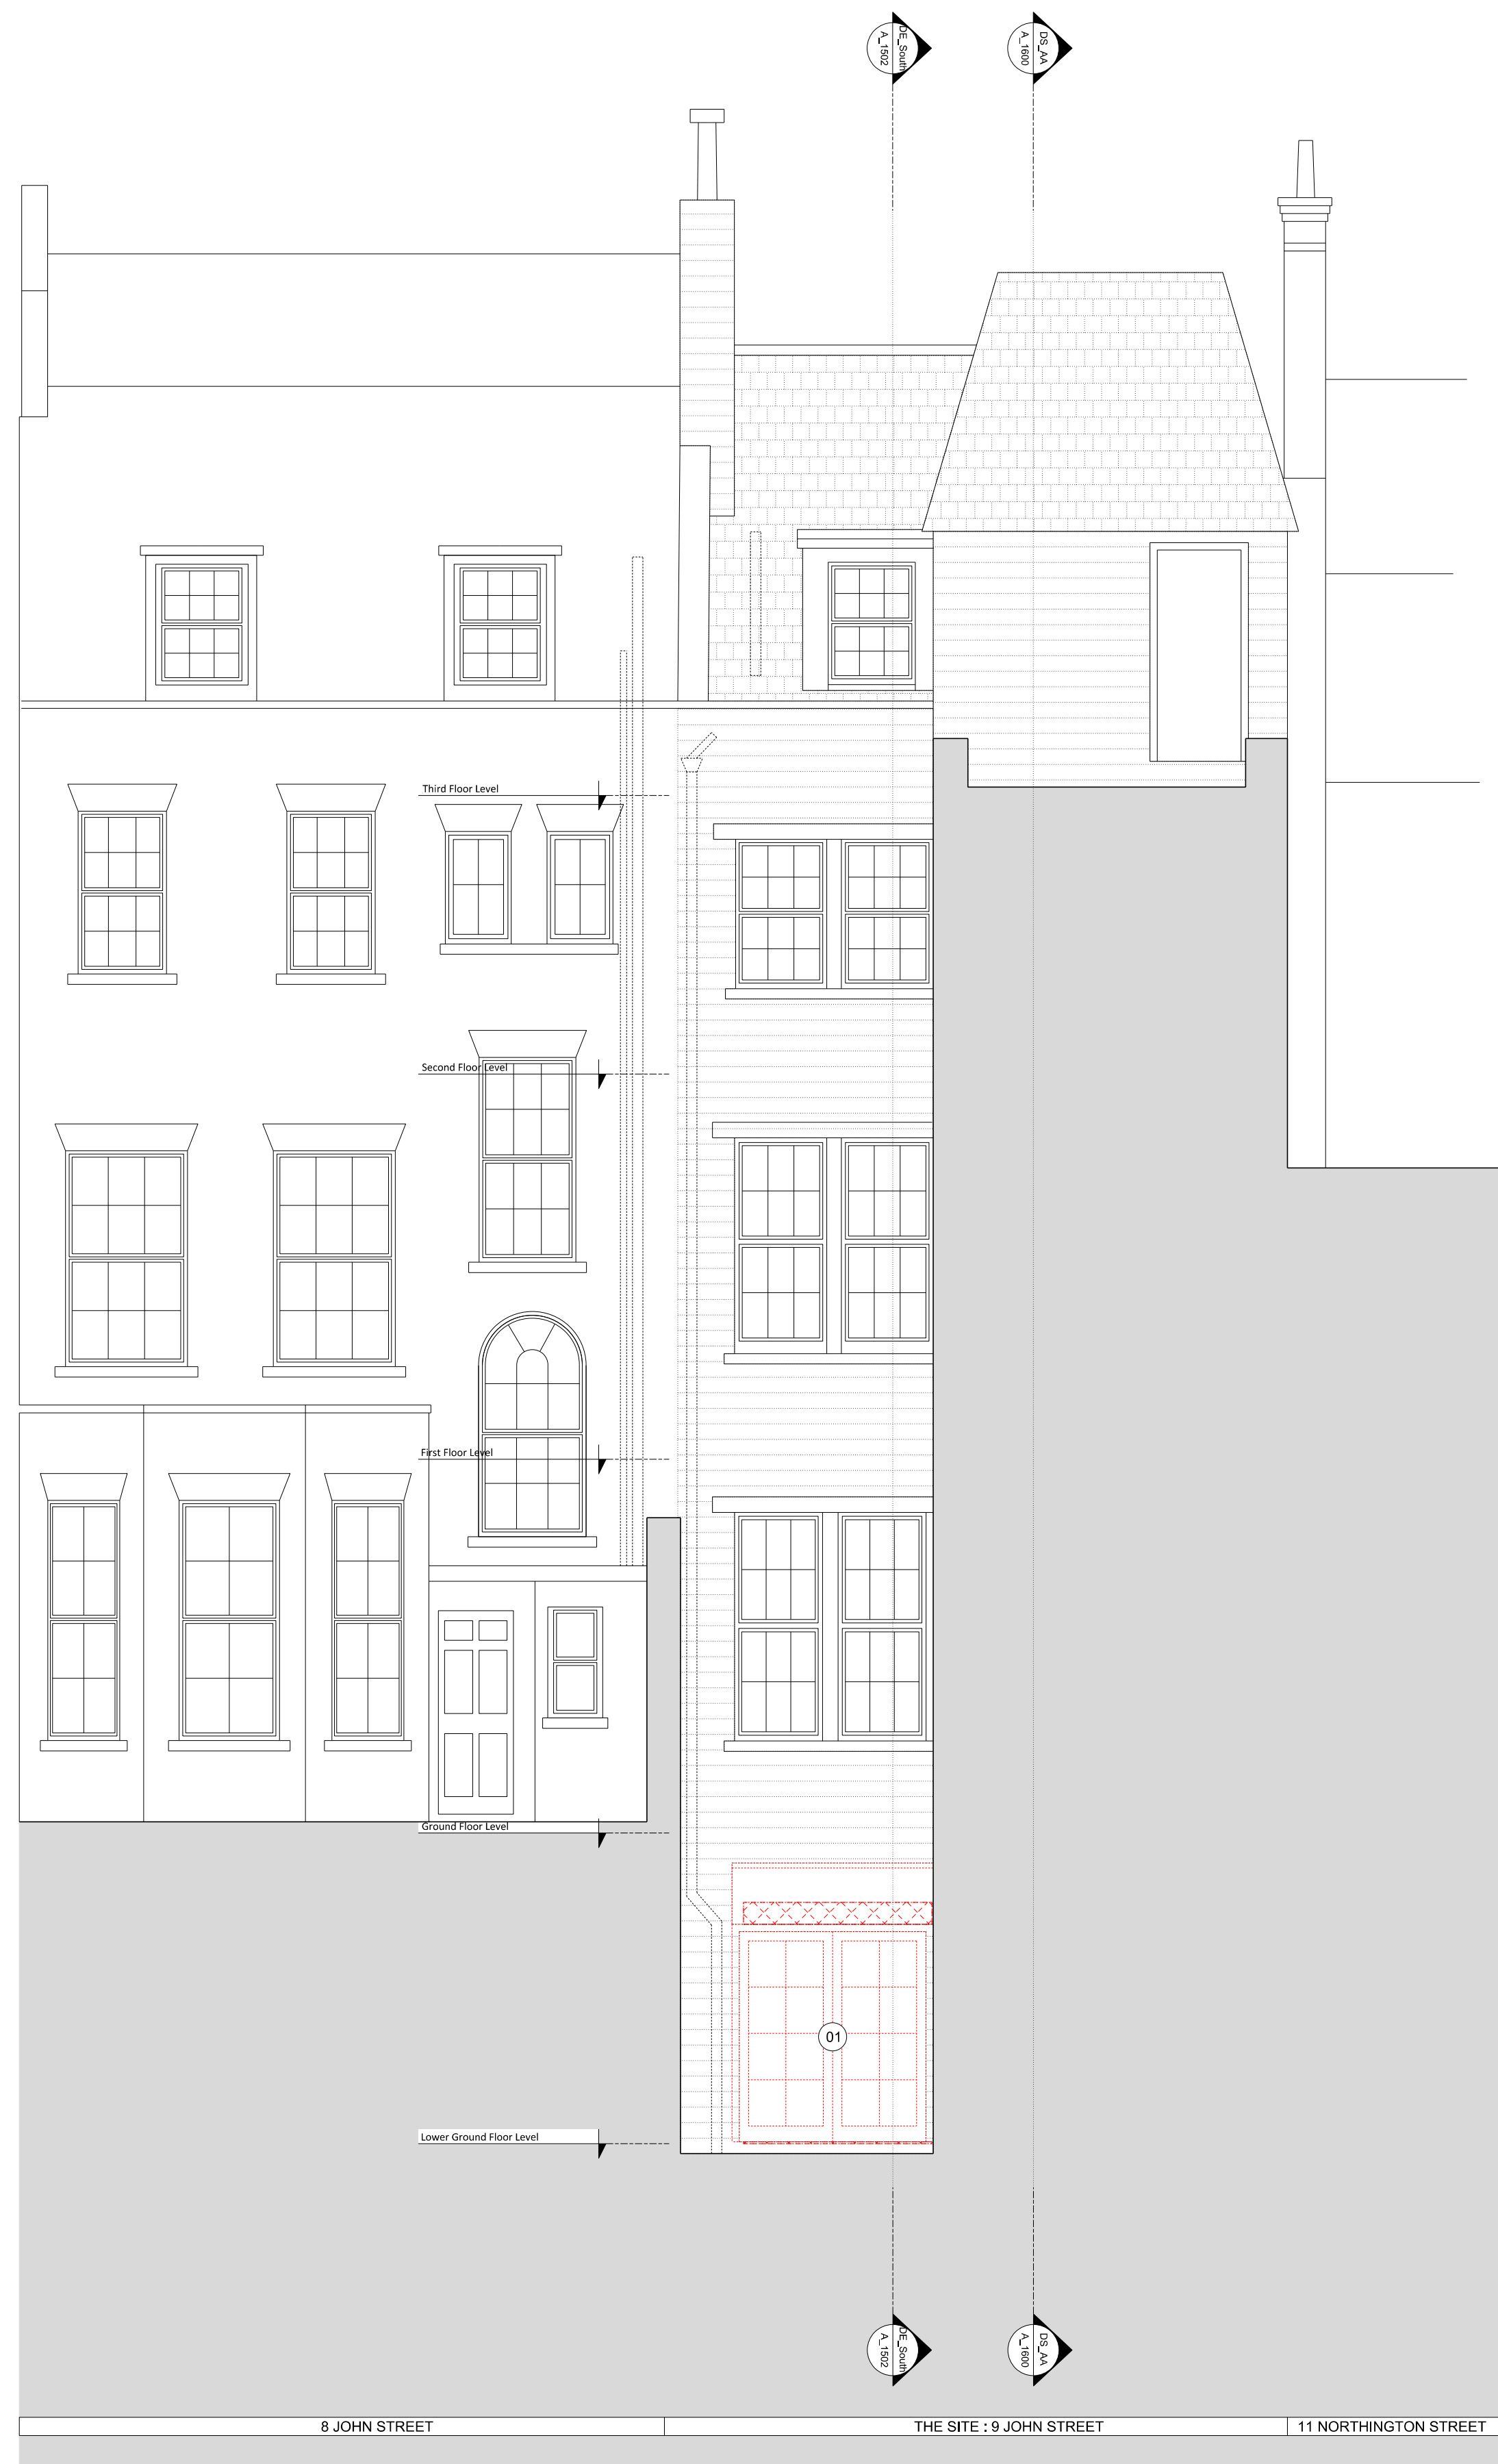 DE_South
A_1502
DS_AA
A_1600
Third Floor Level
Second Floor Level
First Floor Level
Ground Floor Level
01
Lower Ground Floor Level
DE_South
A_1502
DS_AA
A_1600
8 JOHN STREET
THE SITE : 9 JOHN STREET
11 NORTHINGTON STREET